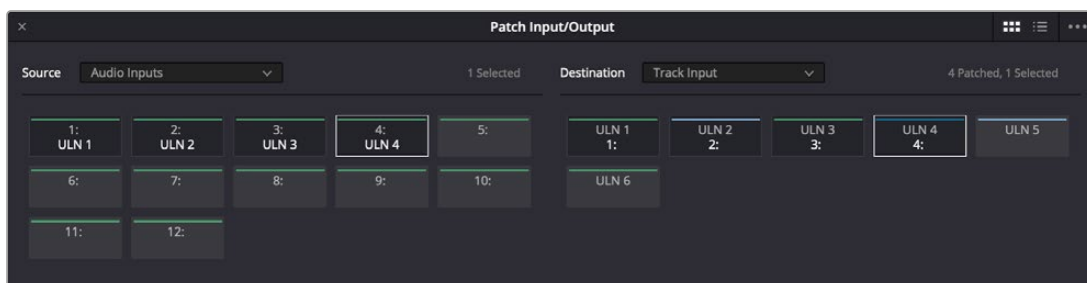 × Patch Input/Output
Source Audio Inputs 1 Selected Destination Track Input 4 Patched, 1 Selected
1: 2: 3: 4: 5: ULN 1 ULN 2 ULN 3 ULN 4 ULN 5
ULN 1 ULN 2 ULN 3 ULN 4 1: 2: 3: 4:
6: 7: 8: 9: 10: ULN 6
11: 12: